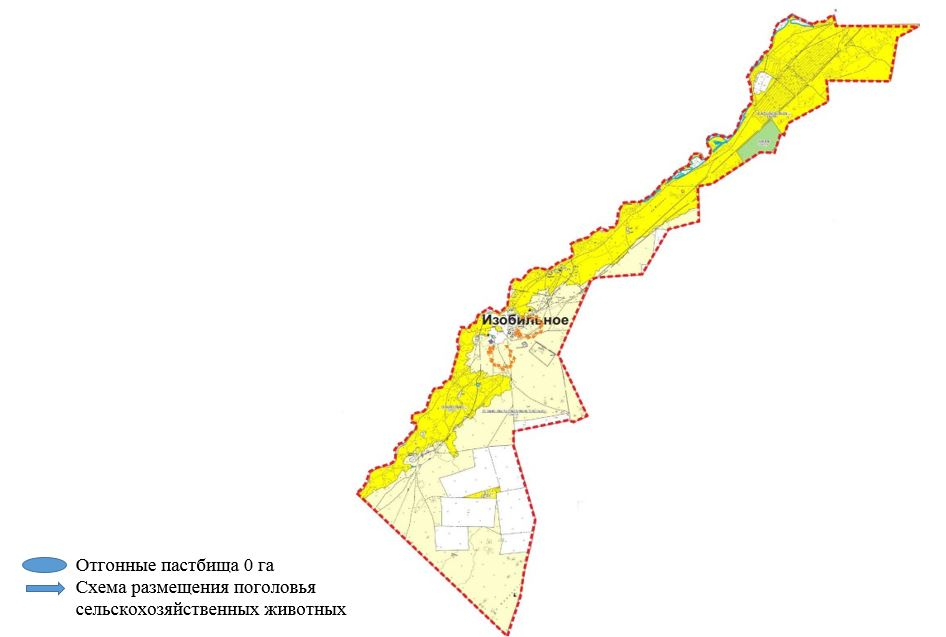 Изобильное
Отгонные пастбища 0 га
Схема размещения поголовья
сельскохозяйственных животных